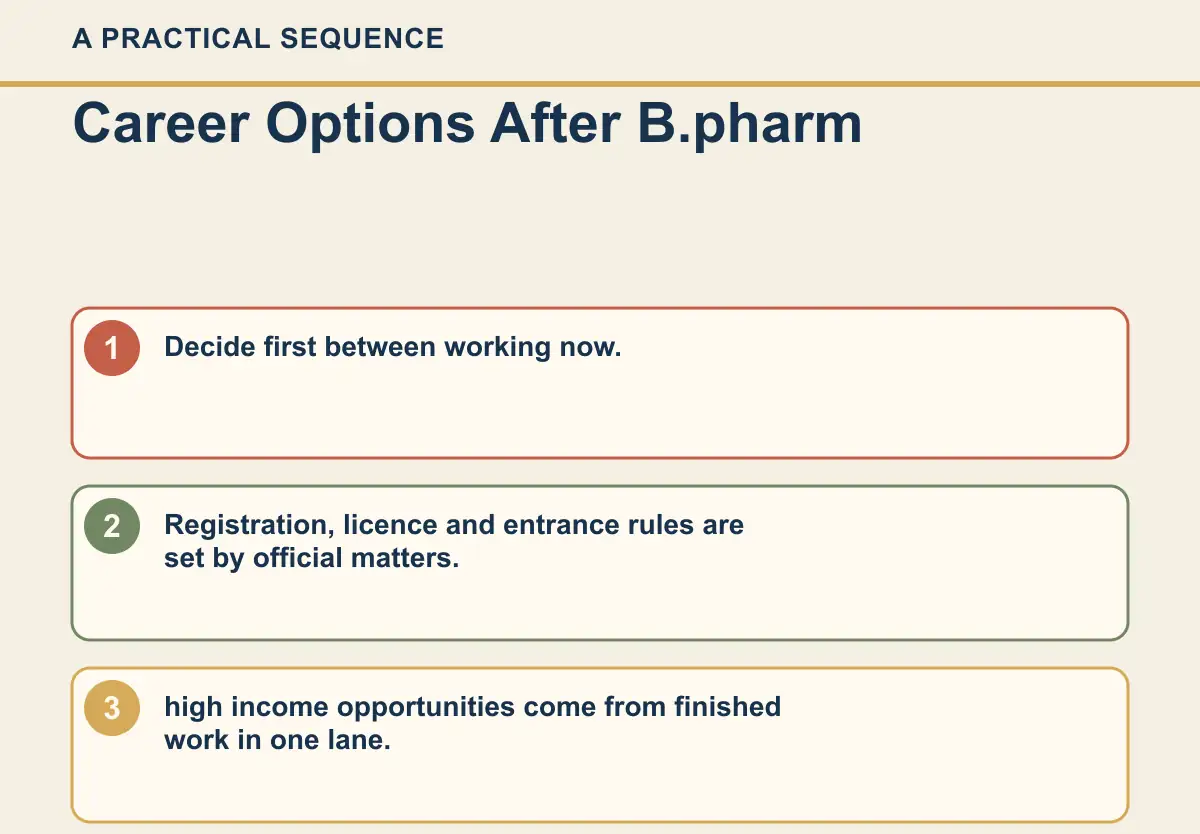 A PRACTICAL SEQUENCE
Career Options After B.pharm
1
Decide first between working now.
2
Registration, licence and entrance rules are
set by official matters.
3
high income opportunities come from finished
work in one lane.